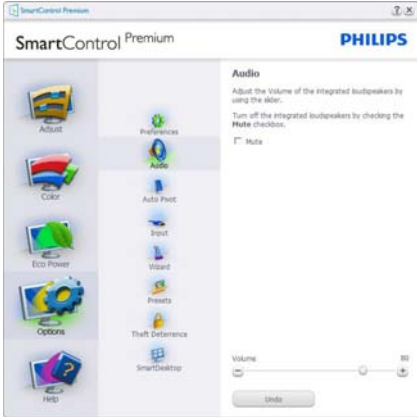 SmartControl Premium
SmartControl Premium
PHILIPS
Adjust
Color
Eco Power
Options
Help
Preferences
Audio
Auto Pivot
Input
Wizard
Presets
Theft Deterrence
SmartDesktop
Audio
Adjust the Volume of the integrated loudspeakers by
using the slider.
Turn off the integrated loudspeakers by checking the
Mute checkbox.
Mute
Volume
Undo